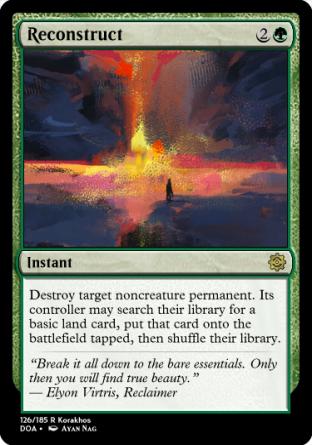 Reconstruct 2
Instant
Destroy target noncreature permanent. Its
controller may search their library for a
basic land card, put that card onto the
battlefield tapped, then shuffle their library.
“Break it all down to the bare essentials. Only
then you will find true beauty.”
— Elyon Virtris, Reclaimer
126/185 R Korakhos
DOA • Ayan Nag